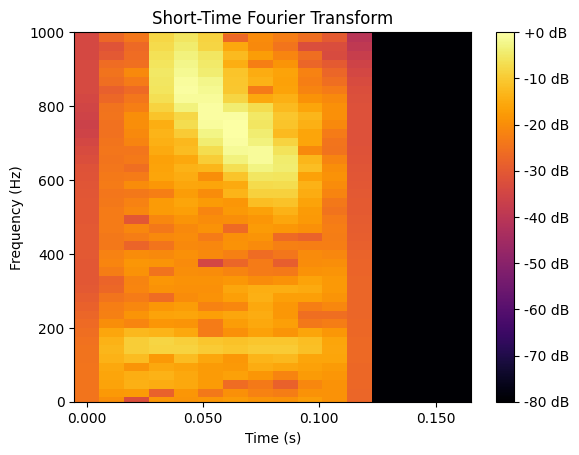 Short-Time Fourier Transform
1000
800
600
400
200
0
Frequency (Hz)
0.000
0.050
0.100
0.150
Time (s)
+0 dB
-10 dB
-20 dB
-30 dB
-40 dB
-50 dB
-60 dB
-70 dB
-80 dB